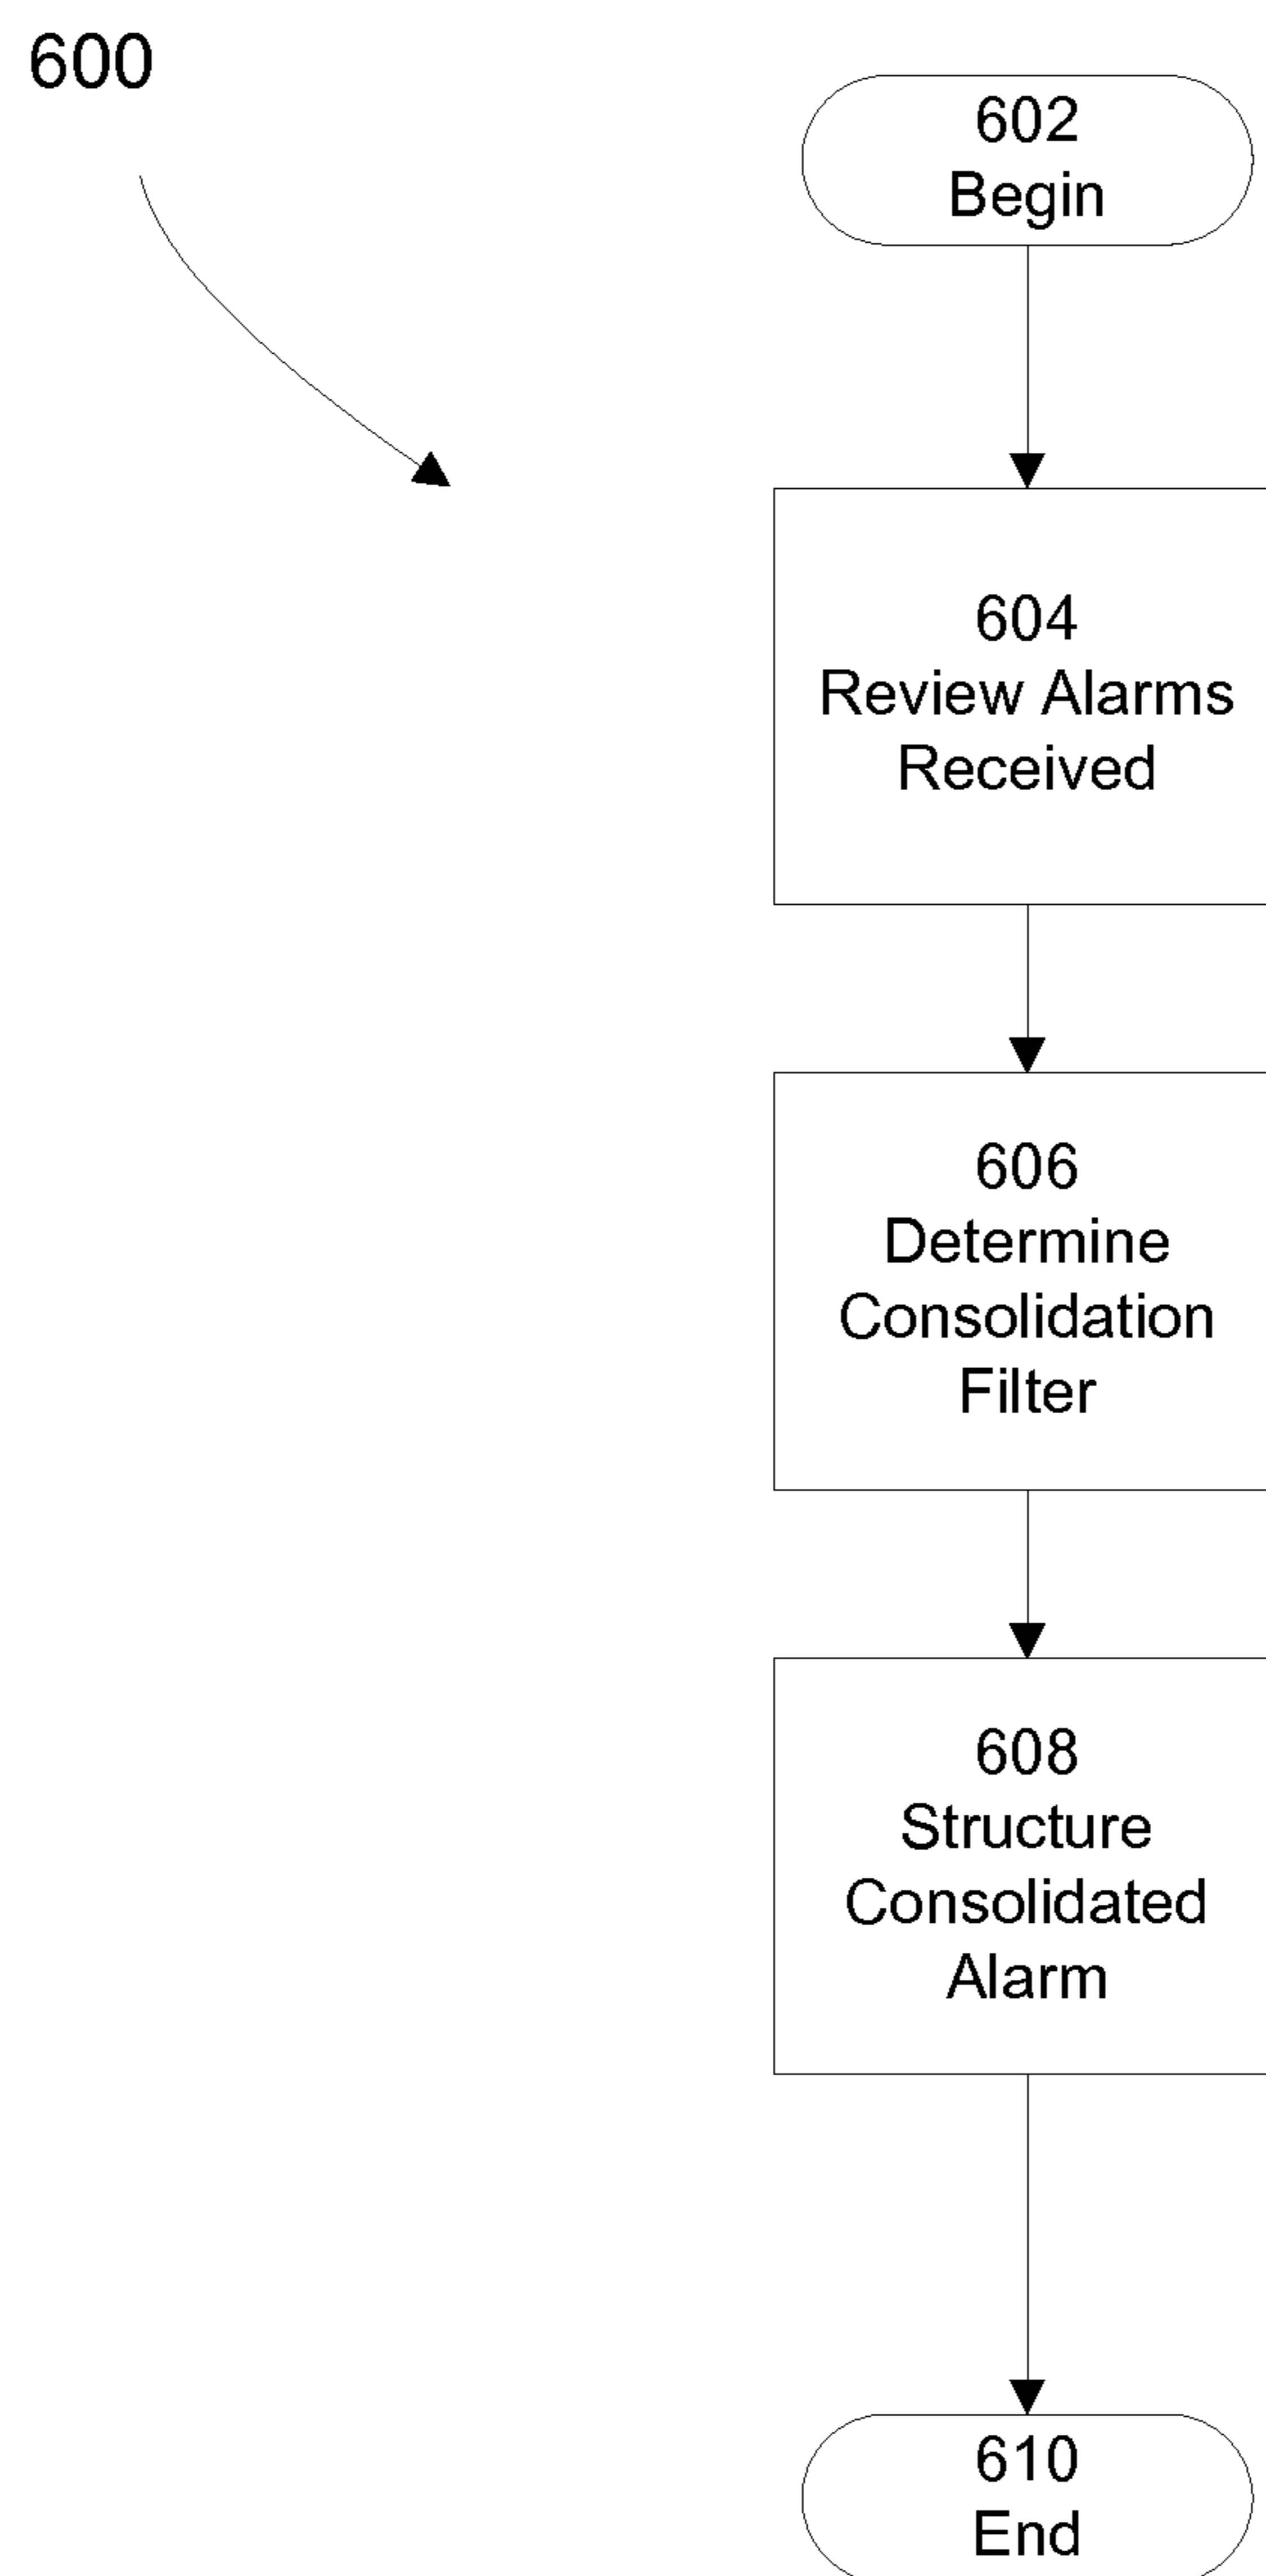 600
602
Begin
604
Review Alarms
Received
606
Determine
Consolidation
Filter
608
Structure
Consolidated
Alarm
610
End